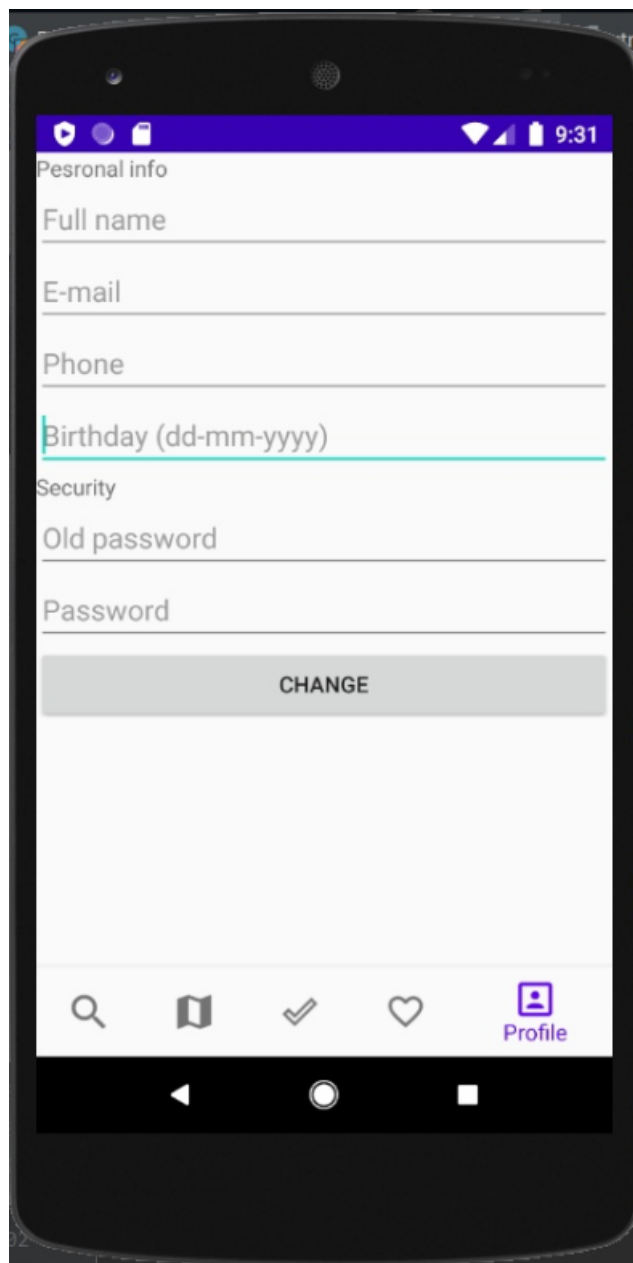 9:31
Pesronal info
Full name
E-mail
Phone
Birthday (dd-mm-yyyy)
Security
Old password
Password
CHANGE
Profile